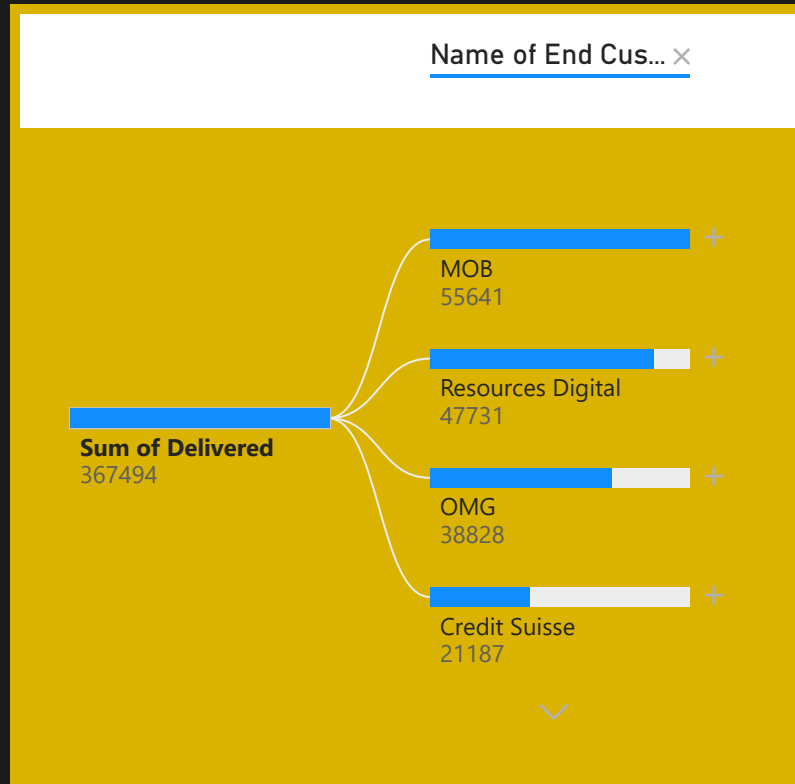 Name of End Cus...
MOB
55641
Resources Digital
47731
Sum of Delivered
367494
OMG
38828
Credit Suisse
21187